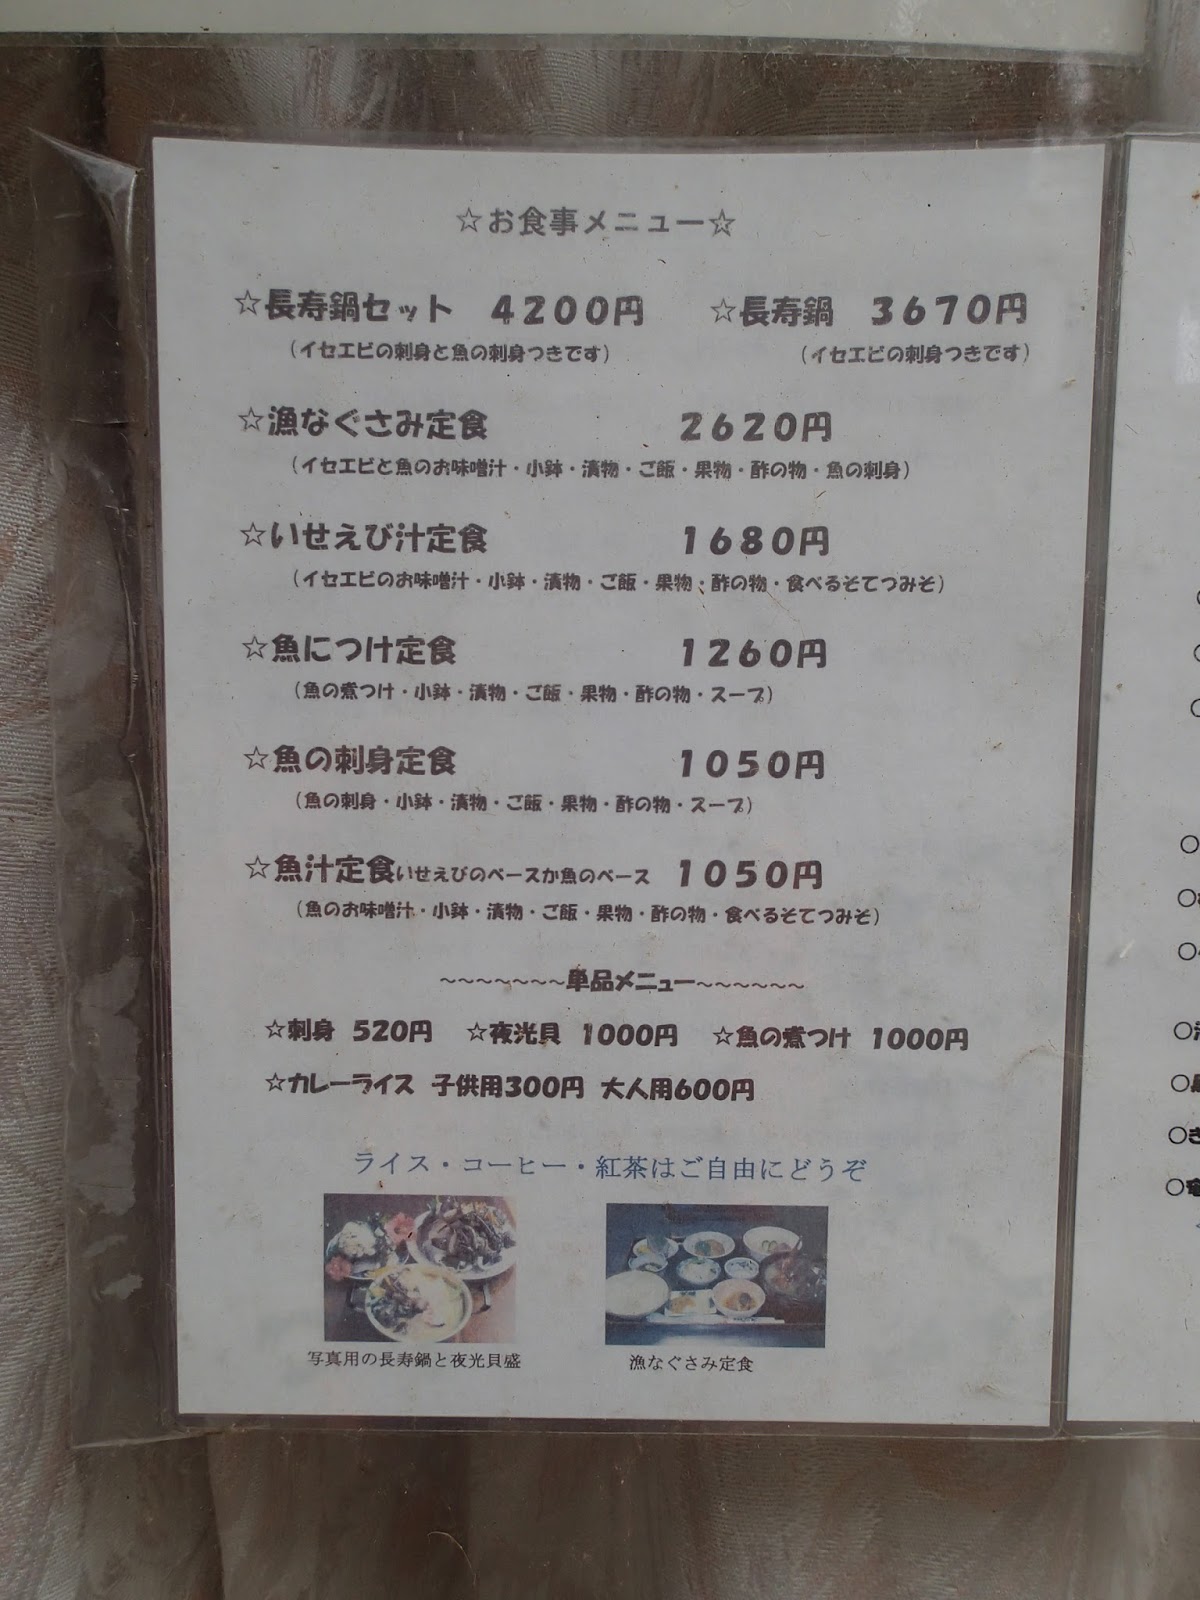 ☆お食事メニュー☆
☆長寿鍋セット 4200円 ☆長寿鍋 3670円
(イセエビの刺身と魚の刺身つきです) (イセエビの刺身つきです)
☆漁なぐさみ定食 2620円
(イセエビと魚のお味噌汁・小鉢・漬物・ご飯・果物・酢の物・魚の刺身)
☆いせえび汁定食 1680円
(イセエビのお味噌汁・小鉢・漬物・ご飯・果物・酢の物・食べるそてつみそ)
☆魚につけ定食 1260円
(魚の煮つけ・小鉢・漬物・ご飯・果物・酢の物・スープ)
☆魚の刺身定食 1050円
(魚の刺身・小鉢・漬物・ご飯・果物・酢の物・スープ)
☆魚汁定食いせえびのベースか魚のベース 1050円
(魚のお味噌汁・小鉢・漬物・ご飯・果物・酢の物・食べるそてつみそ)
~~~~~~~単品メニュー~~~~~~
☆刺身 520円 ☆夜光貝 1000円 ☆魚の煮つけ 1000円
☆カレーライス 子供用300円 大人用600円
ライス・コーヒー・紅茶はご自由にどうぞ
写真用の長寿鍋と夜光貝盛 漁なぐさみ定食